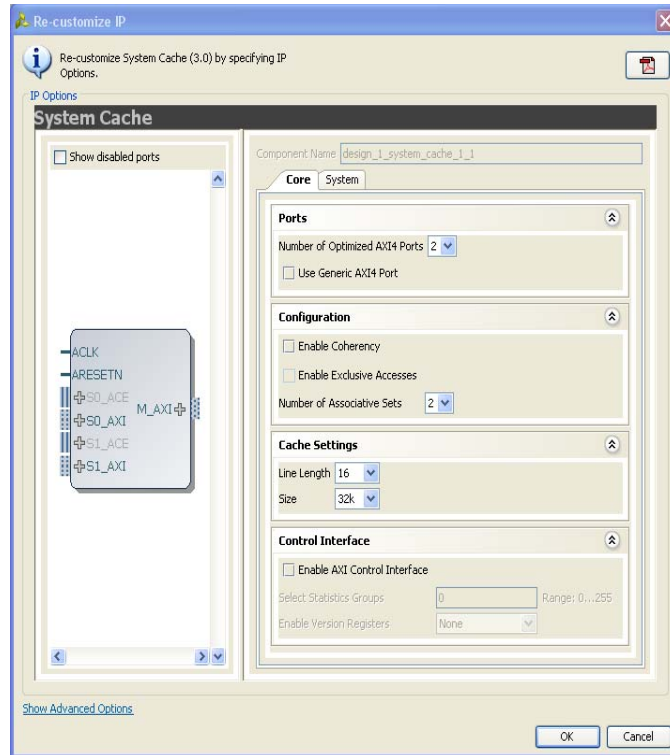 Re-customize IP
Re-customize System Cache (3.0) by specifying IP
Options.
IP Options
System Cache
Show disabled ports
ACLK
ARESETN
S0_ACE
M_AXI
S0_AXI
S1_ACE
S1_AXI
Component Name design_1_system_cache_1_1
Core System
Ports
Number of Optimized AXI4 Ports 2
Use Generic AXI4 Port
Configuration
Enable Coherency
Enable Exclusive Accesses
Number of Associative Sets 2
Cache Settings
Line Length 16
Size 32k
Control Interface
Enable AXI Control Interface
Select Statistics Groups 0 Range: 0...255
Enable Version Registers None
Show Advanced Options
OK Cancel